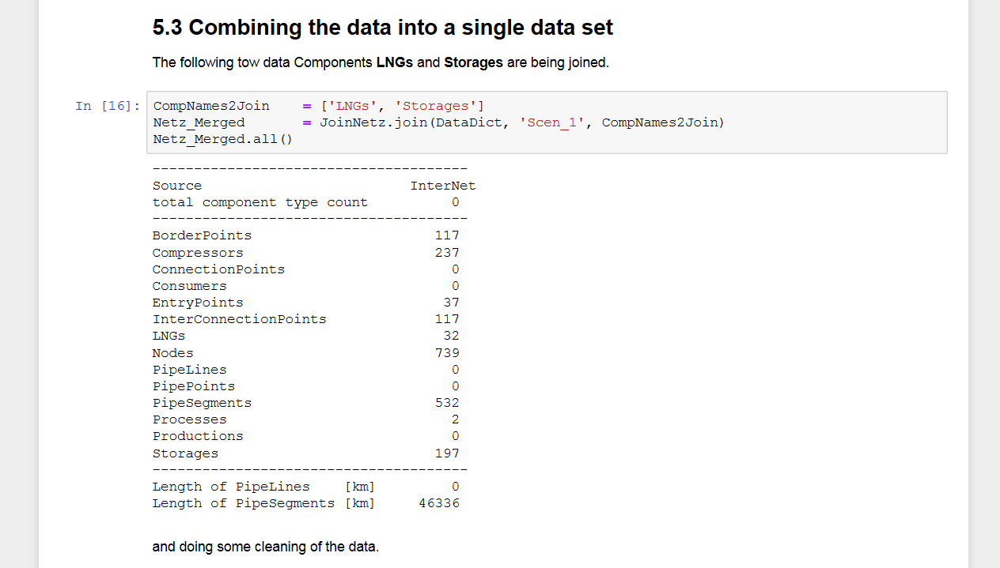 5.3 Combining the data into a single data set
The following tow data Components LNGs and Storages are being joined.
In [16]: CompNames2Join    = ['LNGs', 'Storages']
Netz_Merged       = JoinNetz.join(DataDict, 'Scen_1', CompNames2Join)
Netz_Merged.all()
--------------------------------------
Source                         InterNet
total component type count          0
--------------------------------------
BorderPoints                      117
Compressors                       237
ConnectionPoints                    0
Consumers                           0
EntryPoints                        37
InterConnectionPoints             117
LNGs                               32
Nodes                             739
PipeLines                           0
PipePoints                          0
PipeSegments                      532
Processes                           2
Productions                         0
Storages                          197
--------------------------------------
Length of PipeLines    [km]         0
Length of PipeSegments [km]     46336
and doing some cleaning of the data.